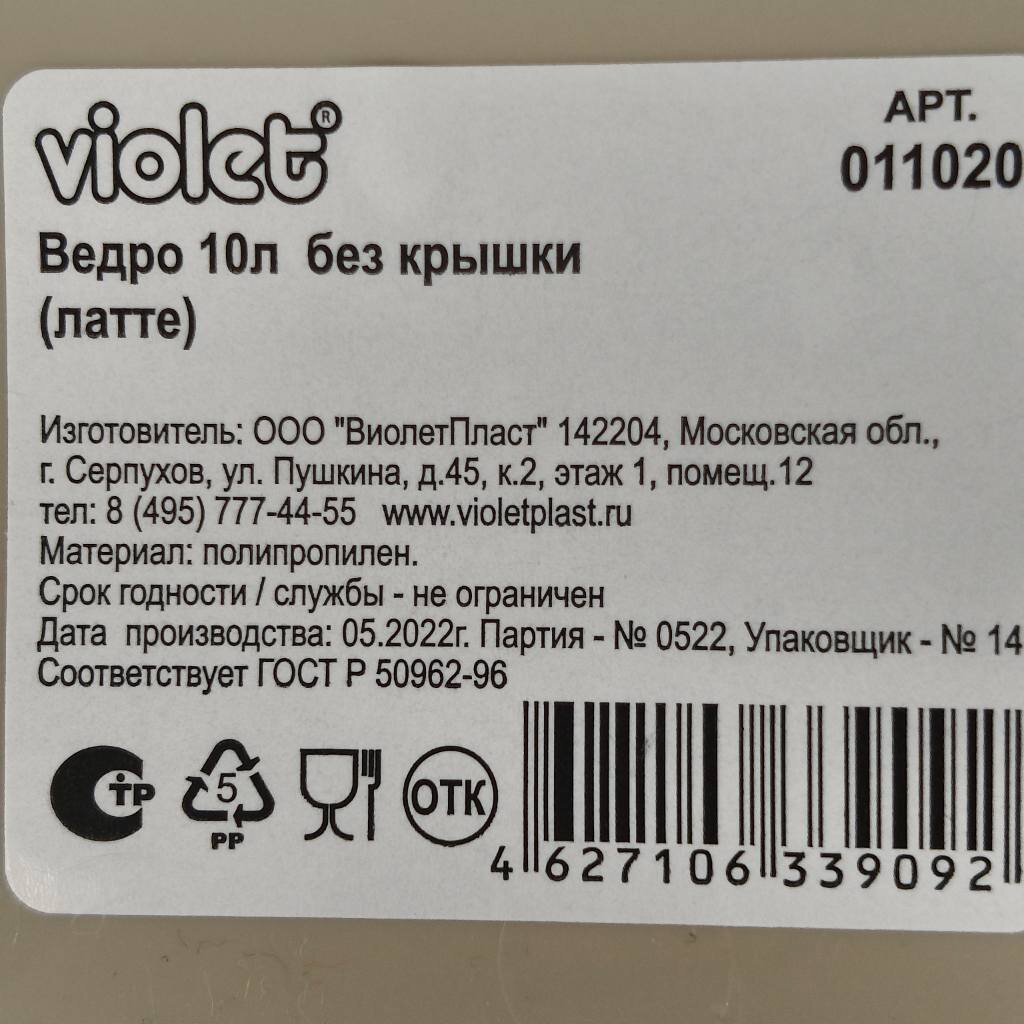 violet®
АРТ.
011020
Ведро 10л без крышки
(латте)
Изготовитель: ООО "ВиолетПласт" 142204, Московская обл.,
г. Серпухов, ул. Пушкина, д.45, к.2, этаж 1, помещ.12
тел: 8 (495) 777-44-55 www.violetplast.ru
Материал: полипропилен.
Срок годности / службы - не ограничен
Дата производства: 05.2022г. Партия - № 0522, Упаковщик - № 14
Соответствует ГОСТ Р 50962-96
СТР
5
PP
ОТК
4 627106 339092